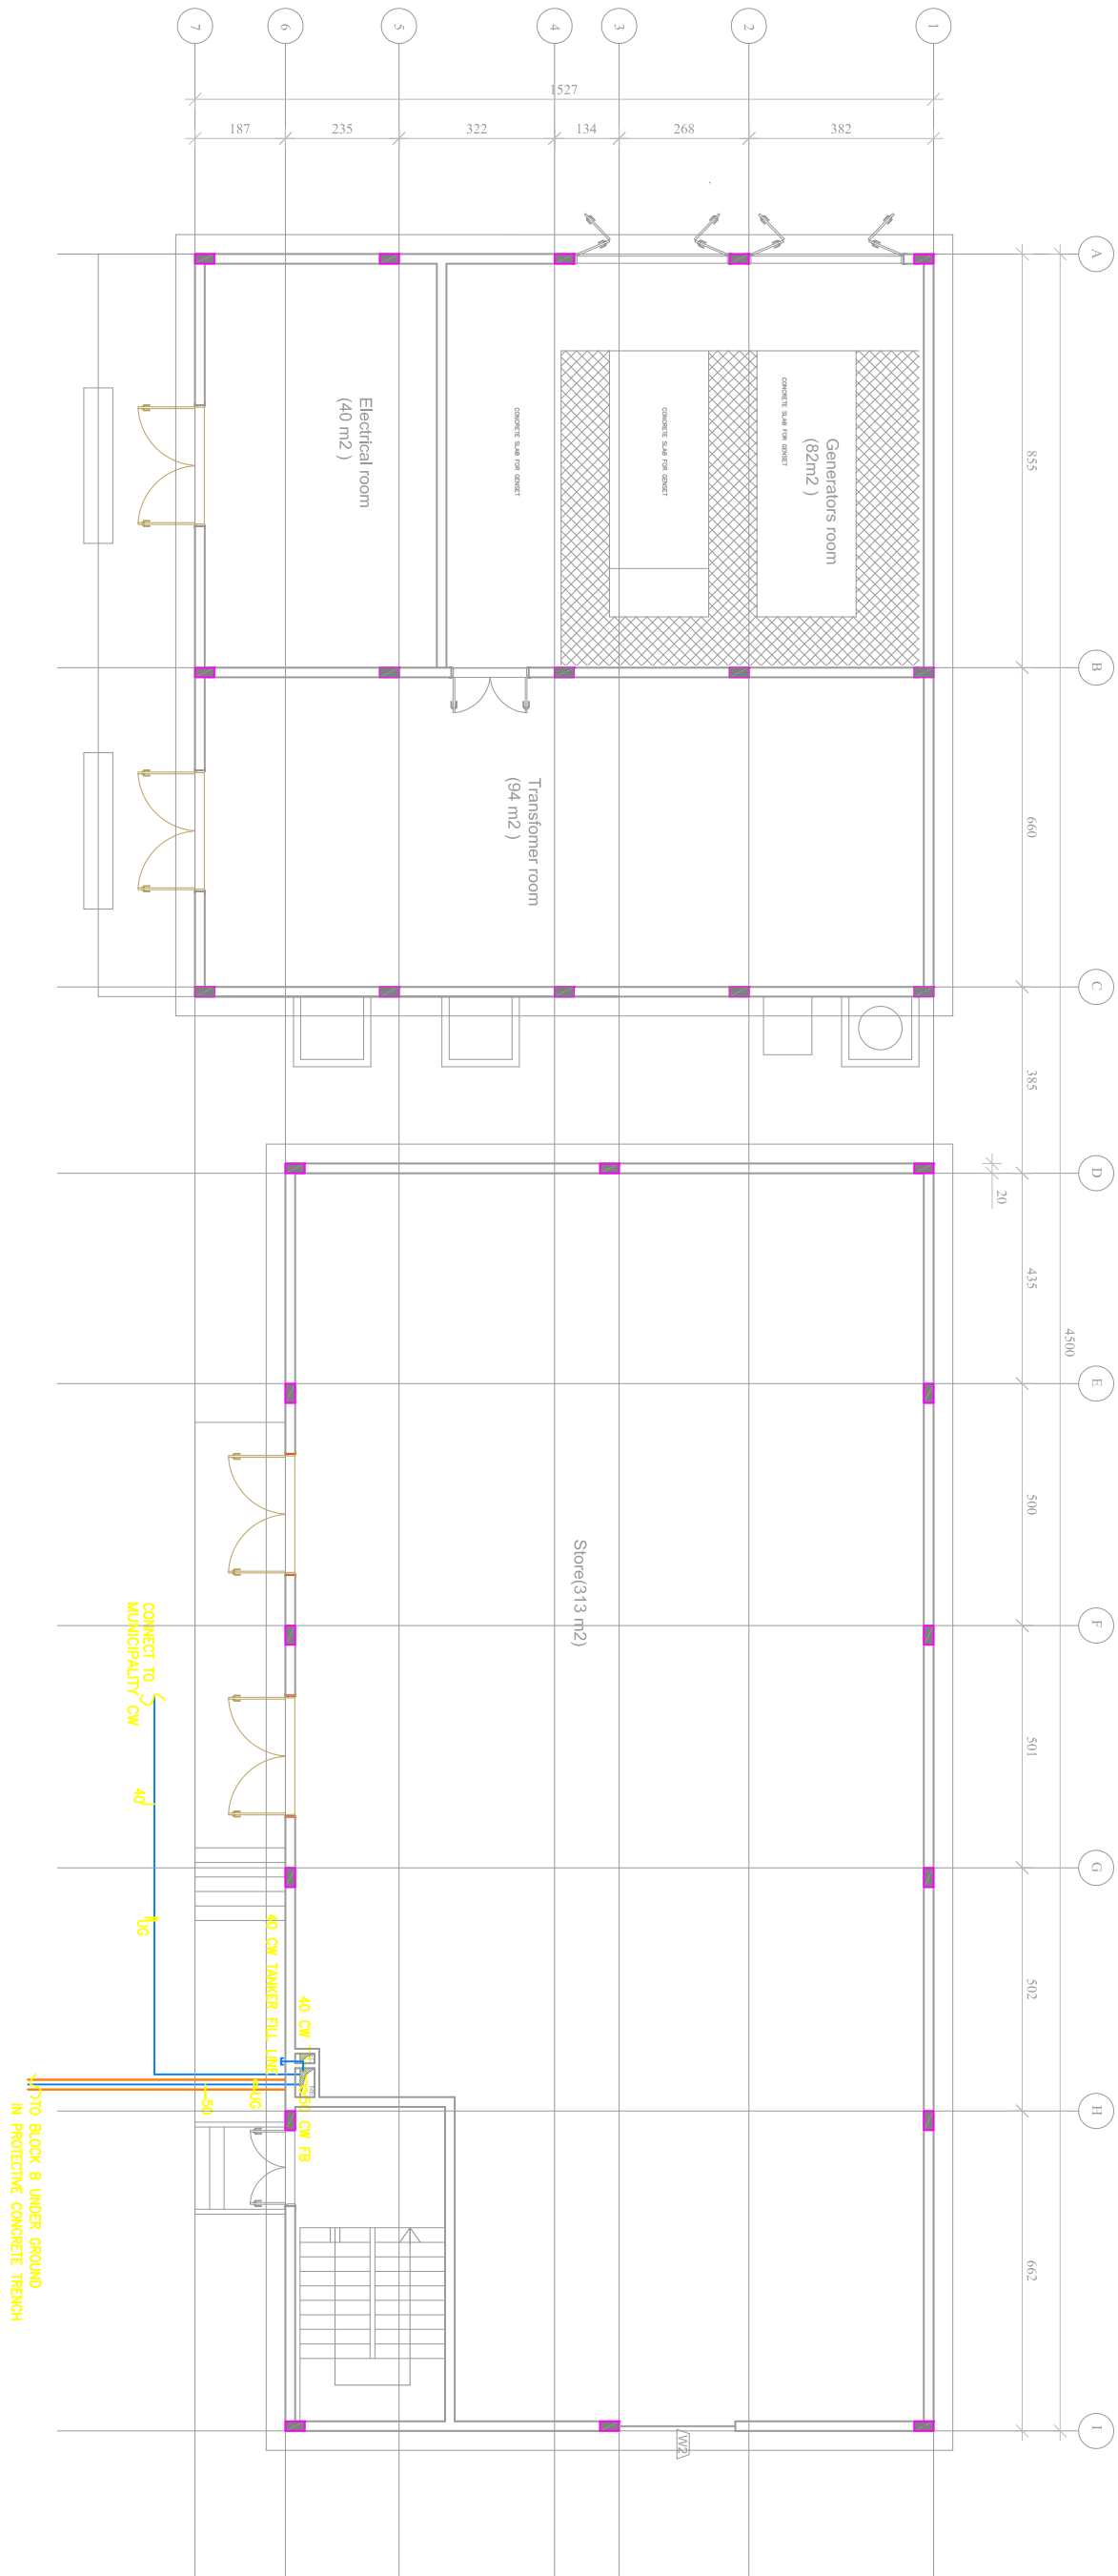 7
6
5
4
3
2
1
1527
187
235
322
134
268
382
A
B
C
D
E
F
G
H
I
855
660
385
435
500
501
502
662
4500
20
Electrical room
(40 m2 )
CONCRETE SLAB FOR GENSET
CONCRETE SLAB FOR GENSET
CONCRETE SLAB FOR GENSET
Generators room
(82m2 )
Transfomer room
(94 m2 )
Store(313 m2)
CONNECT TO
MUNICIPALITY CW
40
UG
40 CW TANKER FILL LINE
40 CW
50 CW FB
UG
50
TO BLOCK B UNDER GROUND
IN PROTECTIVE CONCRETE TRENCH
W2